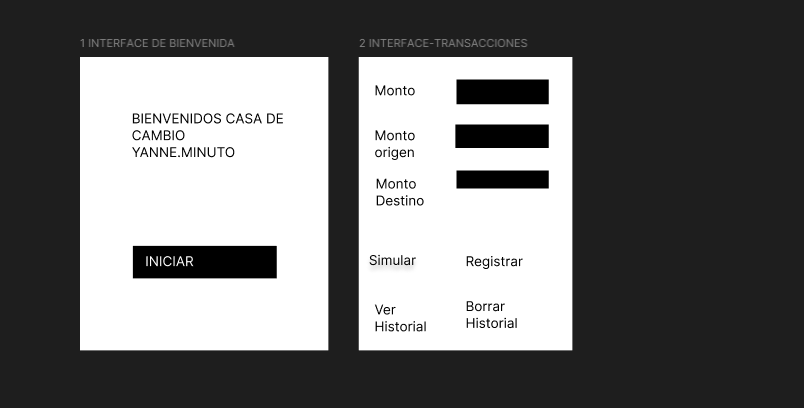 1 INTERFACE DE BIENVENIDA
BIENVENIDOS CASA DE
CAMBIO
YANNE.MINUTO
INICIAR
2 INTERFACE-TRANSACCIONES
Monto
Monto
origen
Monto
Destino
Simular
Registrar
Ver
Historial
Borrar
Historial